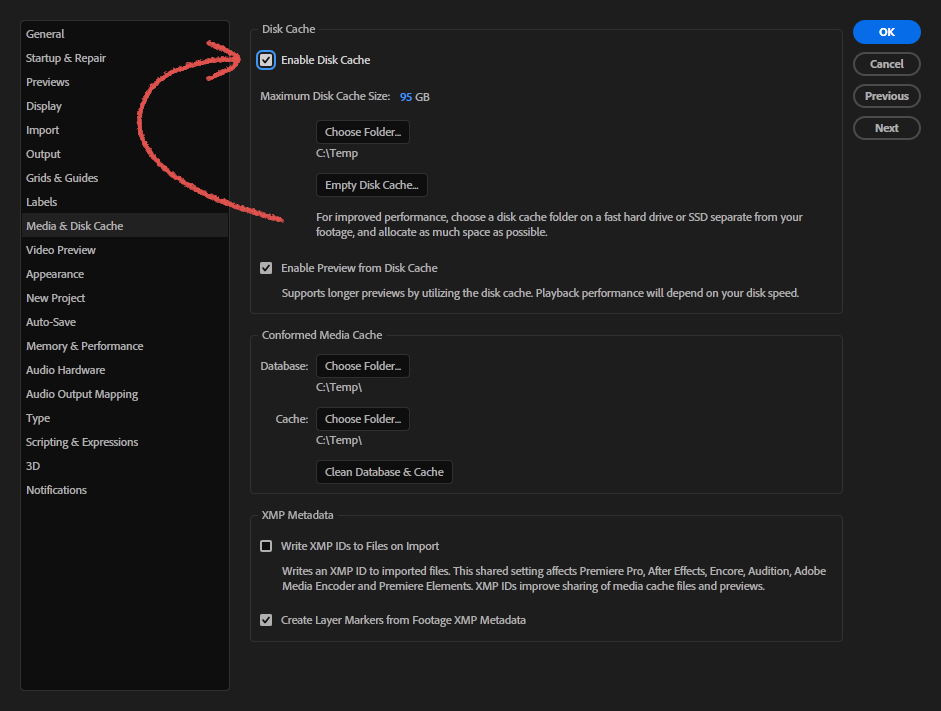 General
Startup & Repair
Previews
Display
Import
Output
Grids & Guides
Labels
Media & Disk Cache
Video Preview
Appearance
New Project
Auto-Save
Memory & Performance
Audio Hardware
Audio Output Mapping
Type
Scripting & Expressions
3D
Notifications
Disk Cache
Enable Disk Cache
Maximum Disk Cache Size: 95 GB
Choose Folder...
C:\Temp
Empty Disk Cache...
For improved performance, choose a disk cache folder on a fast hard drive or SSD separate from your
footage, and allocate as much space as possible.
Enable Preview from Disk Cache
Supports longer previews by utilizing the disk cache. Playback performance will depend on your disk speed.
Conformed Media Cache
Database: Choose Folder...
C:\Temp\
Cache: Choose Folder...
C:\Temp\
Clean Database & Cache
XMP Metadata
Write XMP IDs to Files on Import
Writes an XMP ID to imported files. This shared setting affects Premiere Pro, After Effects, Encore, Audition, Adobe
Media Encoder and Premiere Elements. XMP IDs improve sharing of media cache files and previews.
Create Layer Markers from Footage XMP Metadata
OK
Cancel
Previous
Next